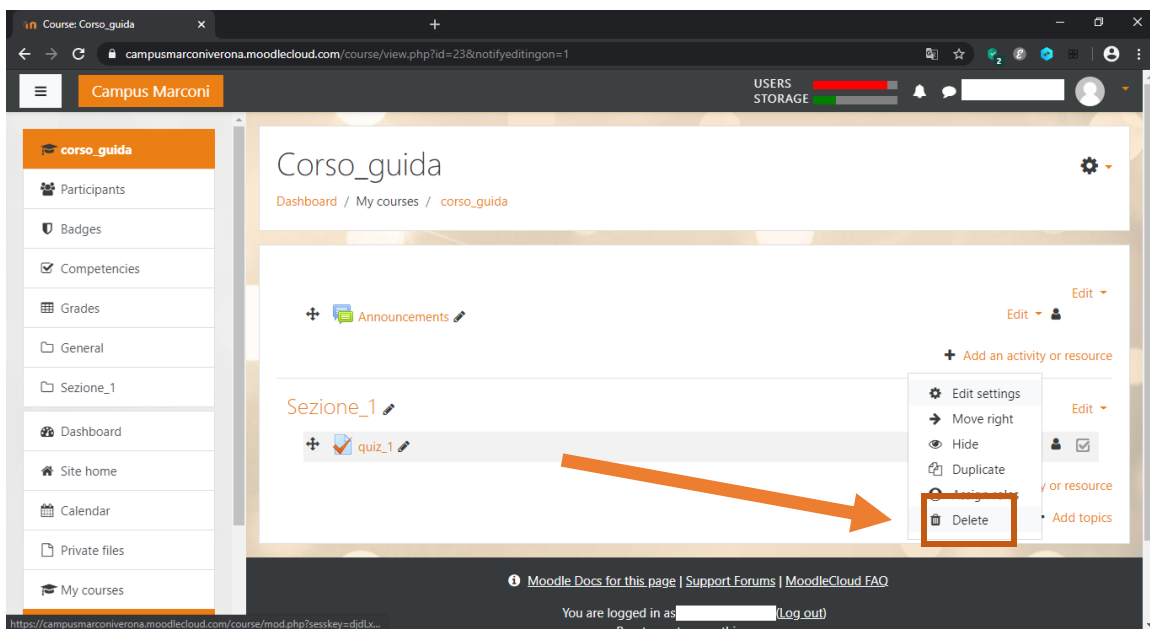 Course: Corso_guida
campusmarconiverona.moodlecloud.com/course/view.php?id=23&notifyeditingon=1
2
Campus Marconi
USERS
STORAGE
corso_guida
Participants
Badges
Competencies
Grades
General
Sezione_1
Dashboard
Site home
Calendar
Private files
My courses
Corso_guida
Dashboard / My courses / corso_guida
Edit
Announcements
Edit
Add an activity or resource
Sezione_1
Edit
quiz_1
Edit settings
Move right
Hide
Duplicate
Assign roles
Delete
y or resource
Add topics
Moodle Docs for this page | Support Forums | MoodleCloud FAQ
You are logged in as (Log out)
https://campusmarconiverona.moodlecloud.com/course/mod.php?sesskey=djdLx...